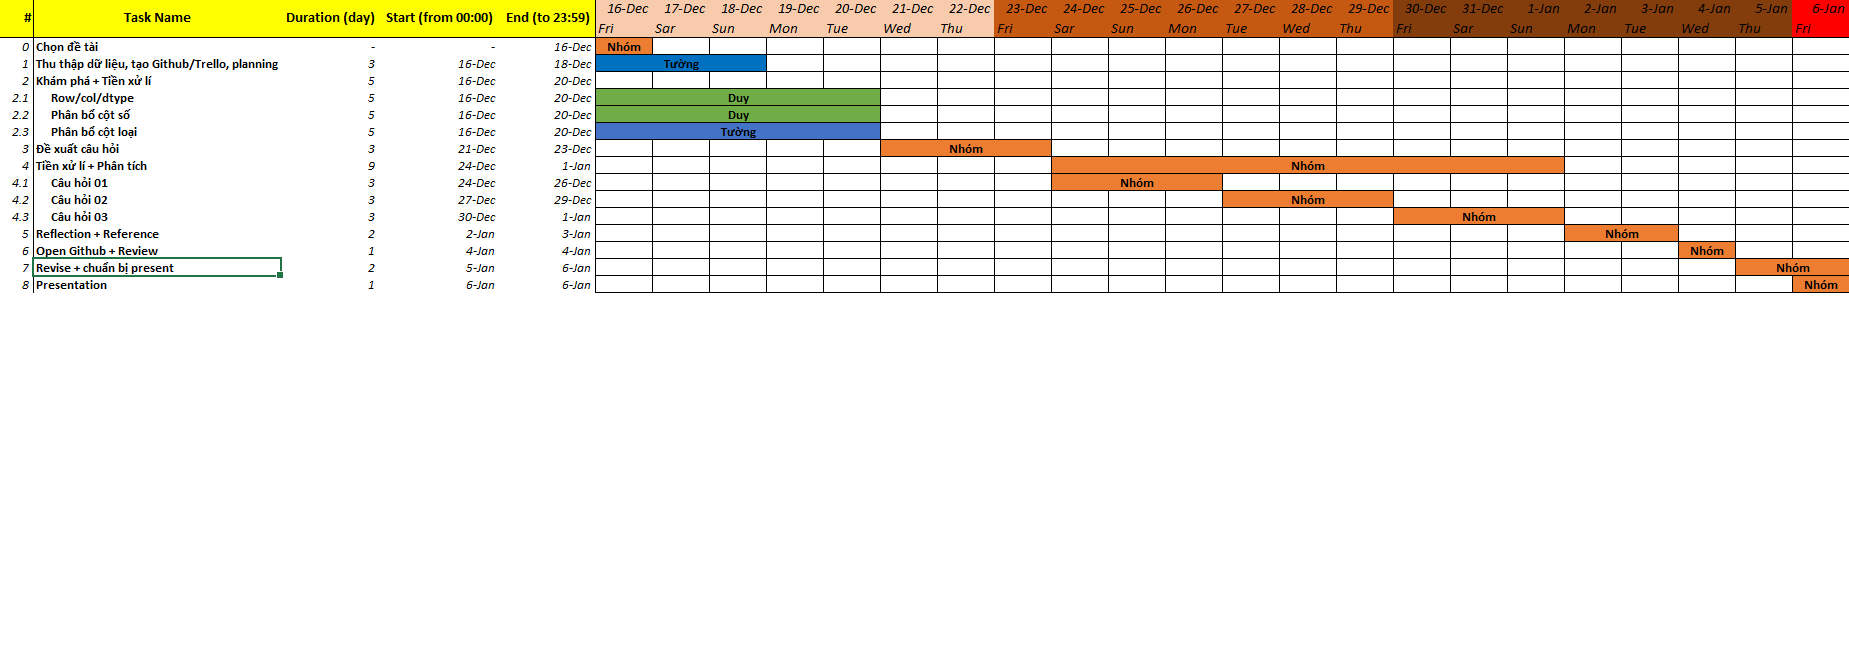 # Task Name Duration (day) Start (from 00:00) End (to 23:59) 16-Dec 17-Dec 18-Dec 19-Dec 20-Dec 21-Dec 22-Dec 23-Dec 24-Dec 25-Dec 26-Dec 27-Dec 28-Dec 29-Dec 30-Dec 31-Dec 1-Jan 2-Jan 3-Jan 4-Jan 5-Jan 6-Jan
Fri Sar Sun Mon Tue Wed Thu Fri Sar Sun Mon Tue Wed Thu Fri Sar Sun Mon Tue Wed Thu Fri
0 Chọn đề tài - - 16-Dec Nhóm
1 Thu thập dữ liệu, tạo Github/Trello, planning 3 16-Dec 18-Dec Tường
2 Khám phá + Tiền xử lí 5 16-Dec 20-Dec
2.1 Row/col/dtype 5 16-Dec 20-Dec Duy
2.2 Phân bổ cột số 5 16-Dec 20-Dec Duy
2.3 Phân bổ cột loại 5 16-Dec 20-Dec Tường
3 Đề xuất câu hỏi 3 21-Dec 23-Dec Nhóm
4 Tiền xử lí + Phân tích 9 24-Dec 1-Jan Nhóm
4.1 Câu hỏi 01 3 24-Dec 26-Dec Nhóm
4.2 Câu hỏi 02 3 27-Dec 29-Dec Nhóm
4.3 Câu hỏi 03 3 30-Dec 1-Jan Nhóm
5 Reflection + Reference 2 2-Jan 3-Jan Nhóm
6 Open Github + Review 1 4-Jan 4-Jan Nhóm
7 Revise + chuẩn bị present 2 5-Jan 6-Jan Nhóm
8 Presentation 1 6-Jan 6-Jan Nhóm